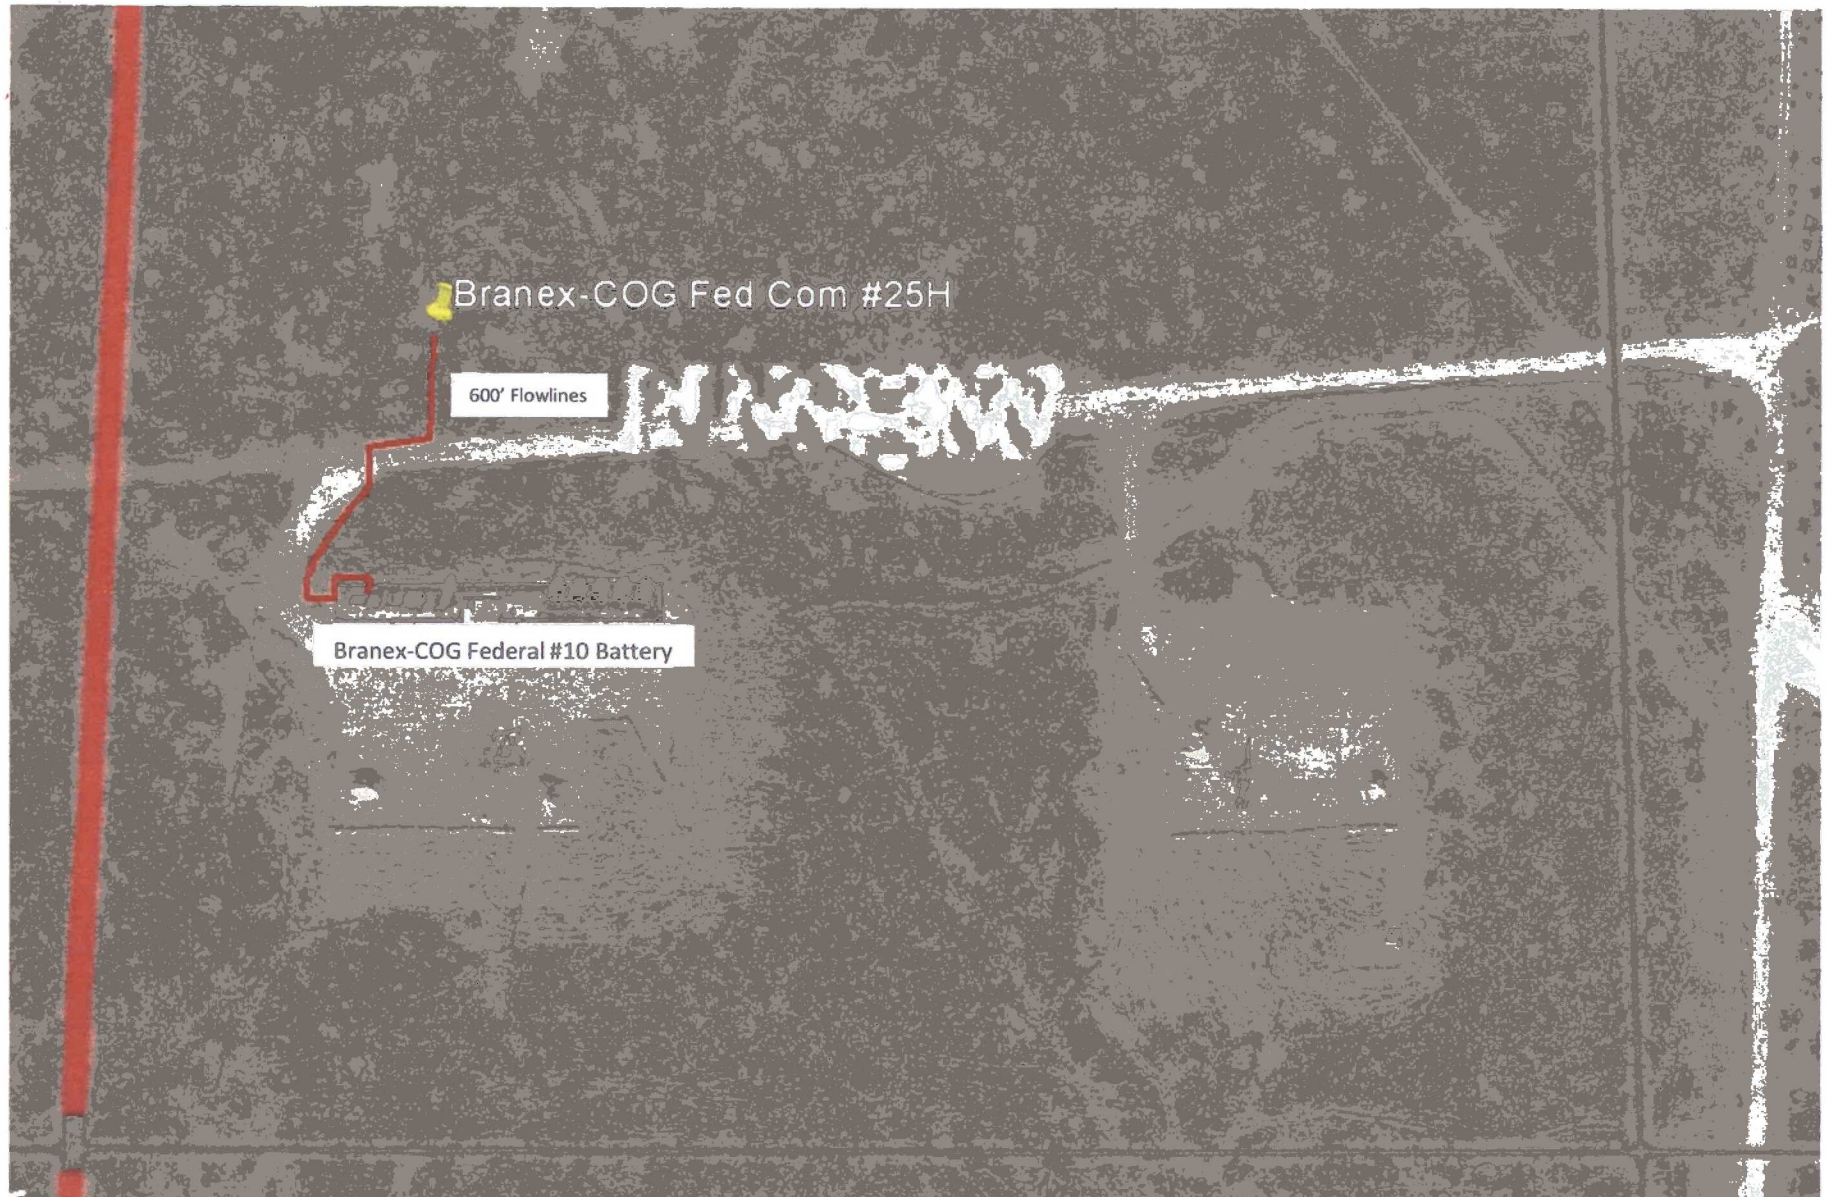 Branex-COG Fed Com #25H
600' Flowlines
Branex-COG Federal #10 Battery